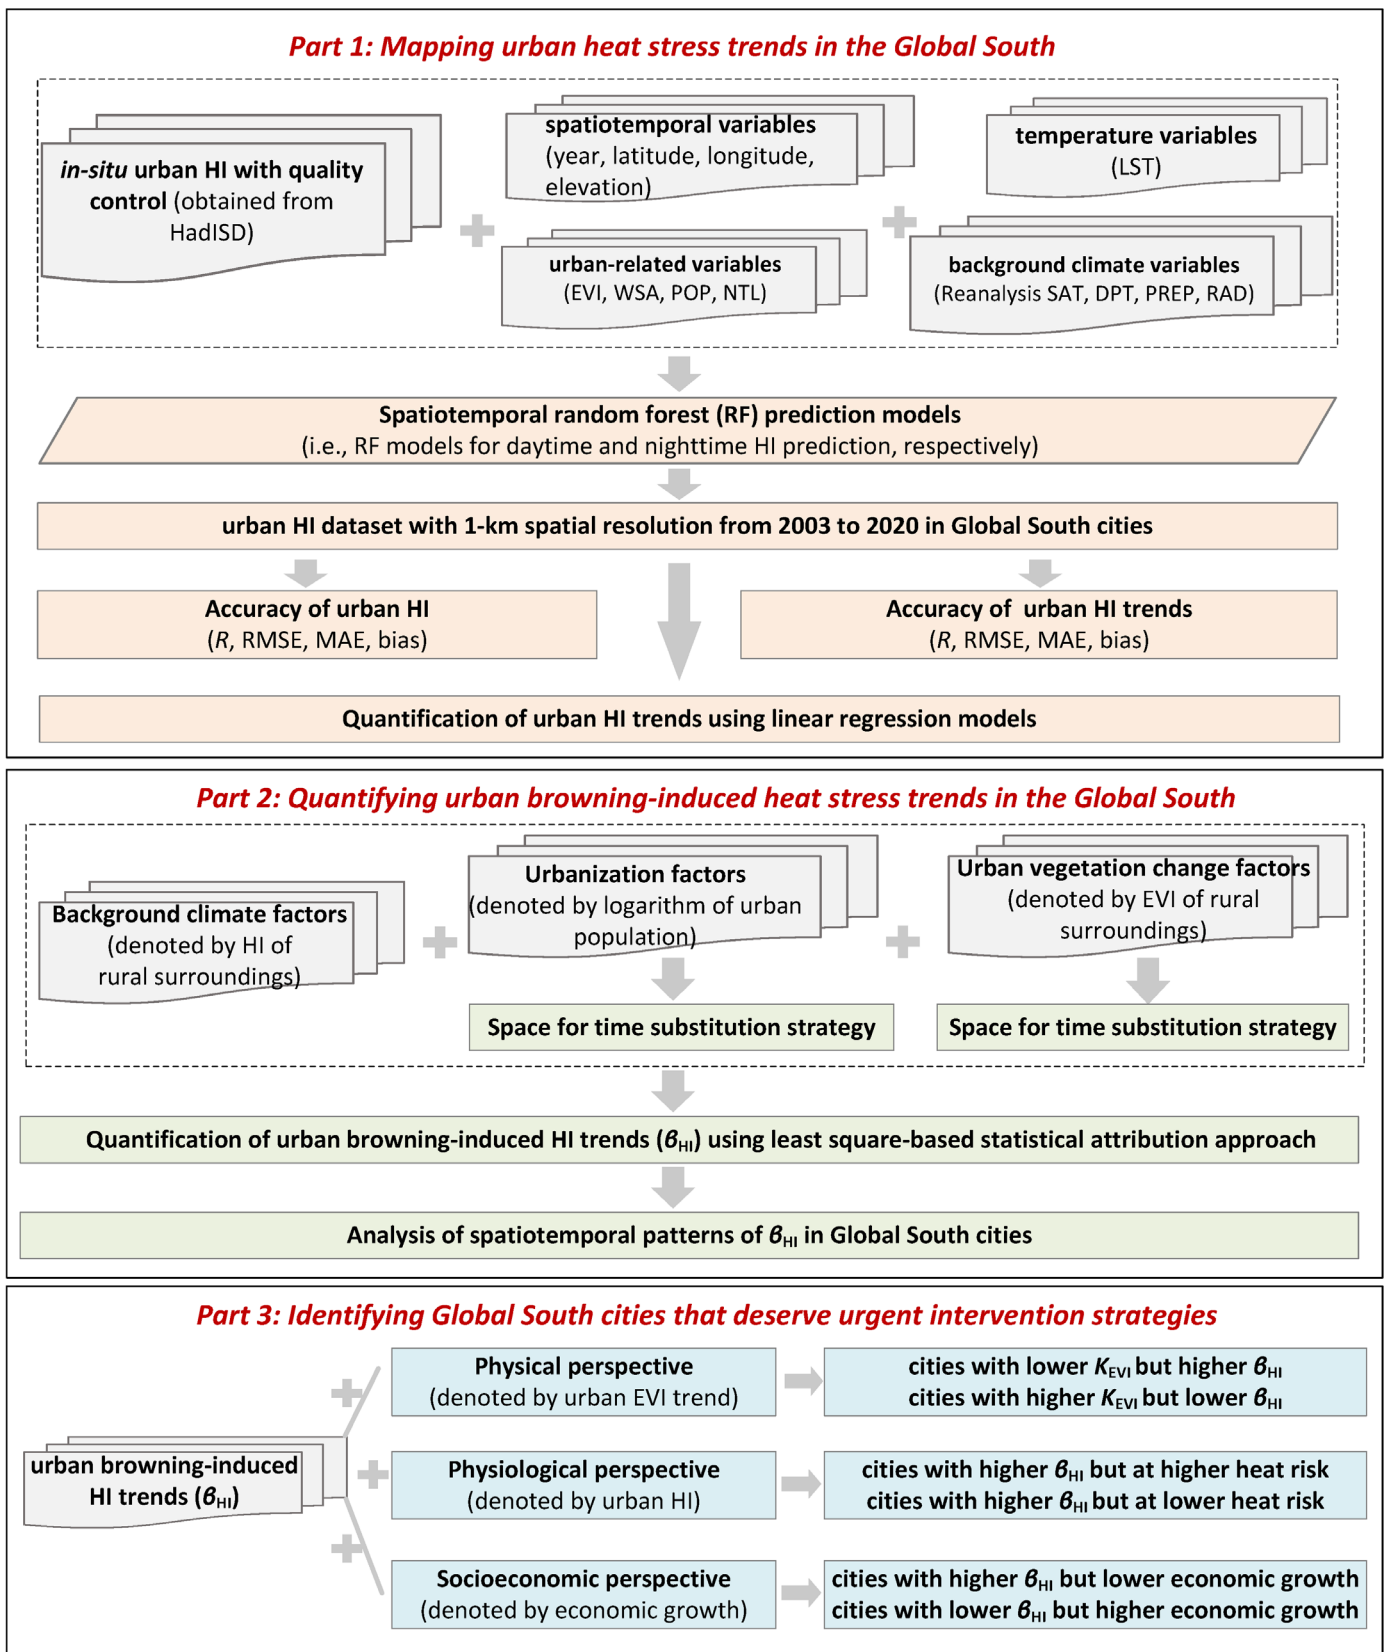 Part 1: Mapping urban heat stress trends in the Global South
in-situ urban HI with quality
control (obtained from
HadISD)
spatiotemporal variables
(year, latitude, longitude,
elevation)
temperature variables
(LST)
urban-related variables
(EVI, WSA, POP, NTL)
background climate variables
(Reanalysis SAT, DPT, PREP, RAD)
Spatiotemporal random forest (RF) prediction models
(i.e., RF models for daytime and nighttime HI prediction, respectively)
urban HI dataset with 1-km spatial resolution from 2003 to 2020 in Global South cities
Accuracy of urban HI
(R, RMSE, MAE, bias)
Accuracy of urban HI trends
(R, RMSE, MAE, bias)
Quantification of urban HI trends using linear regression models
Part 2: Quantifying urban browning-induced heat stress trends in the Global South
Background climate factors
(denoted by HI of
rural surroundings)
Urbanization factors
(denoted by logarithm of urban
population)
Urban vegetation change factors
(denoted by EVI of rural
surroundings)
Space for time substitution strategy
Space for time substitution strategy
Quantification of urban browning-induced HI trends (βHI) using least square-based statistical attribution approach
Analysis of spatiotemporal patterns of βHI in Global South cities
Part 3: Identifying Global South cities that deserve urgent intervention strategies
urban browning-induced
HI trends (βHI)
Physical perspective
(denoted by urban EVI trend)
cities with lower KEVI but higher βHI
cities with higher KEVI but lower βHI
Physiological perspective
(denoted by urban HI)
cities with higher βHI but at higher heat risk
cities with higher βHI but at lower heat risk
Socioeconomic perspective
(denoted by economic growth)
cities with higher βHI but lower economic growth
cities with lower βHI but higher economic growth